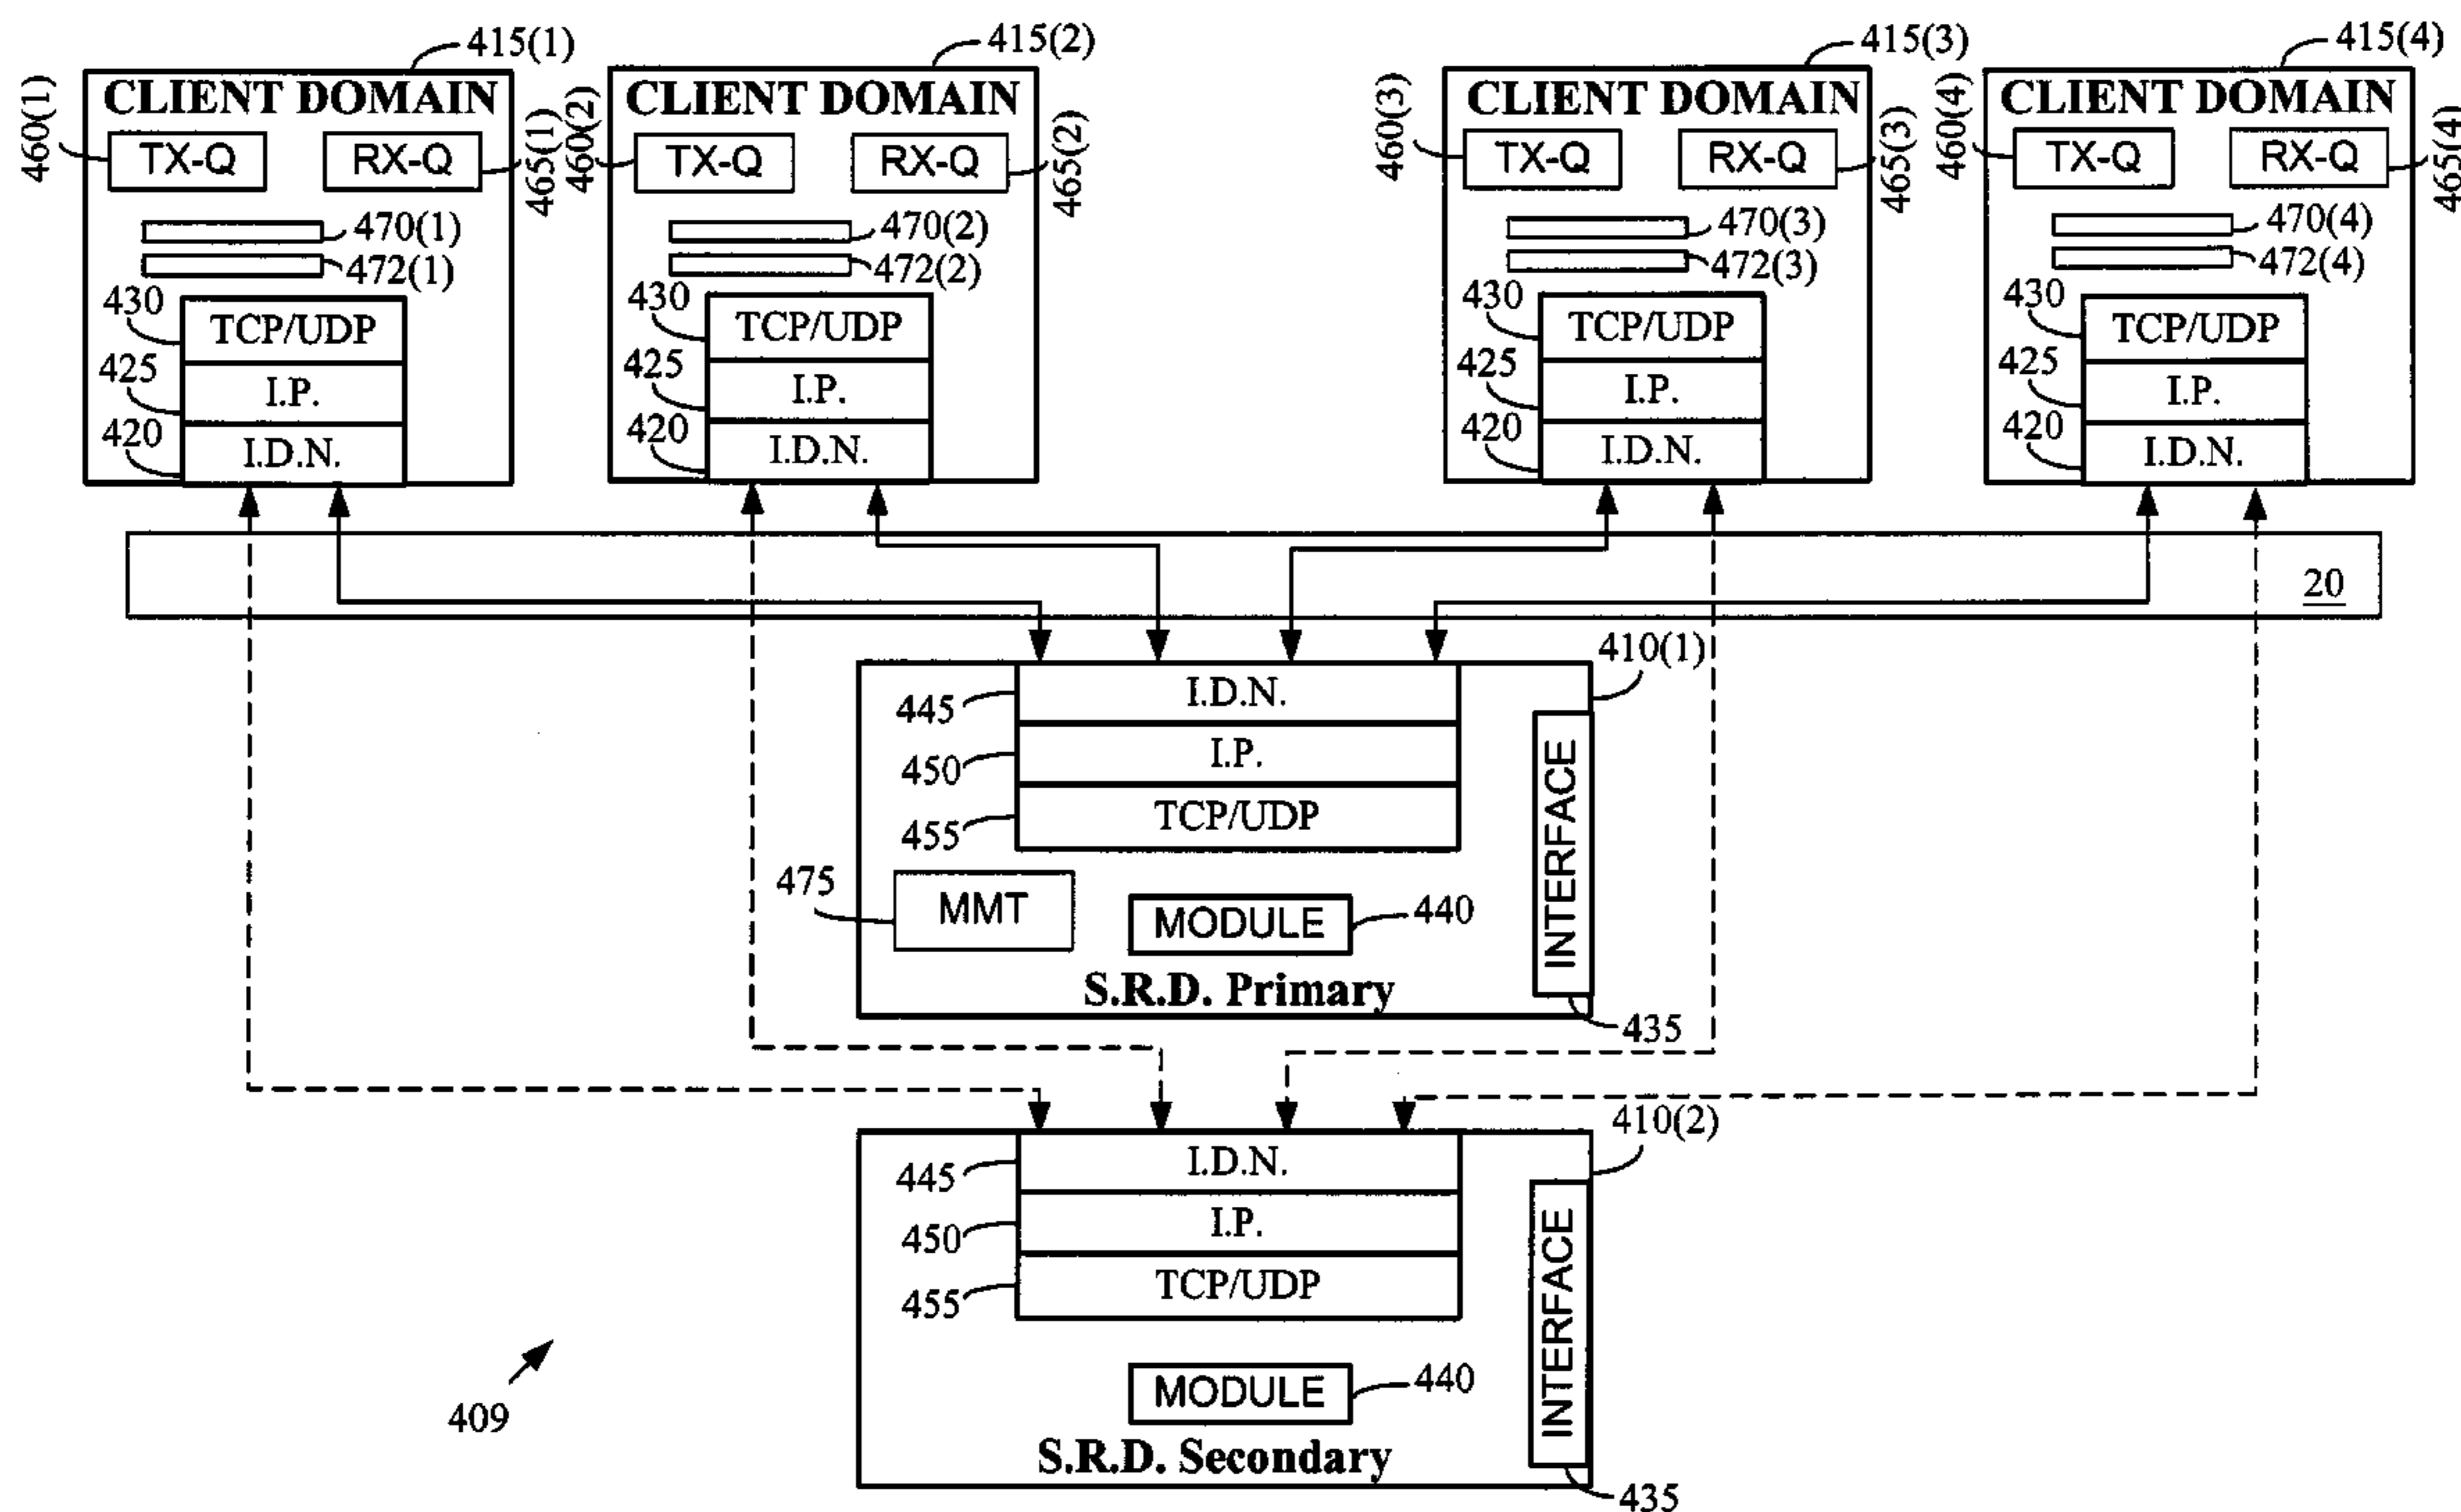 415(1)
415(2)
415(3)
415(4)
CLIENT DOMAIN
CLIENT DOMAIN
CLIENT DOMAIN
CLIENT DOMAIN
460(1)
TX-Q
RX-Q
465(1)
460(2)
TX-Q
RX-Q
465(2)
460(3)
TX-Q
RX-Q
465(3)
460(4)
TX-Q
RX-Q
465(4)
470(1)
470(2)
470(3)
470(4)
472(1)
472(2)
472(3)
472(4)
430
TCP/UDP
430
TCP/UDP
430
TCP/UDP
430
TCP/UDP
425
I.P.
425
I.P.
425
I.P.
425
I.P.
420
I.D.N.
420
I.D.N.
420
I.D.N.
420
I.D.N.
20
410(1)
445
I.D.N.
450
I.P.
455
TCP/UDP
INTERFACE
475
MMT
MODULE
440
S.R.D. Primary
435
410(2)
445
I.D.N.
450
I.P.
455
TCP/UDP
INTERFACE
MODULE
440
409
S.R.D. Secondary
435